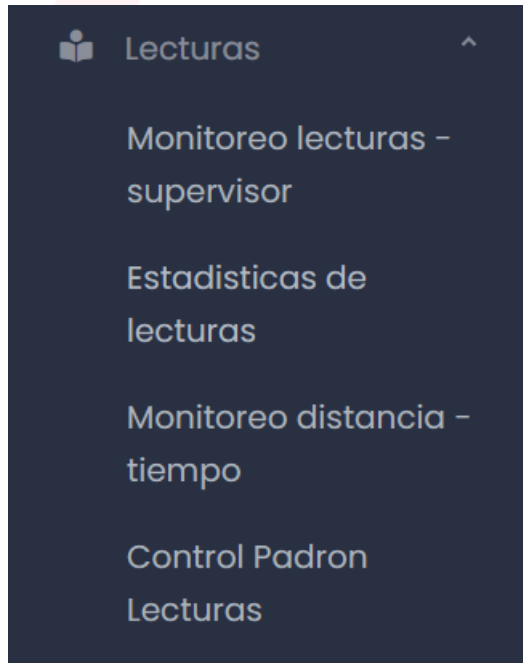 Lecturas
Monitoreo lecturas -
supervisor
Estadisticas de
lecturas
Monitoreo distancia -
tiempo
Control Padron
Lecturas